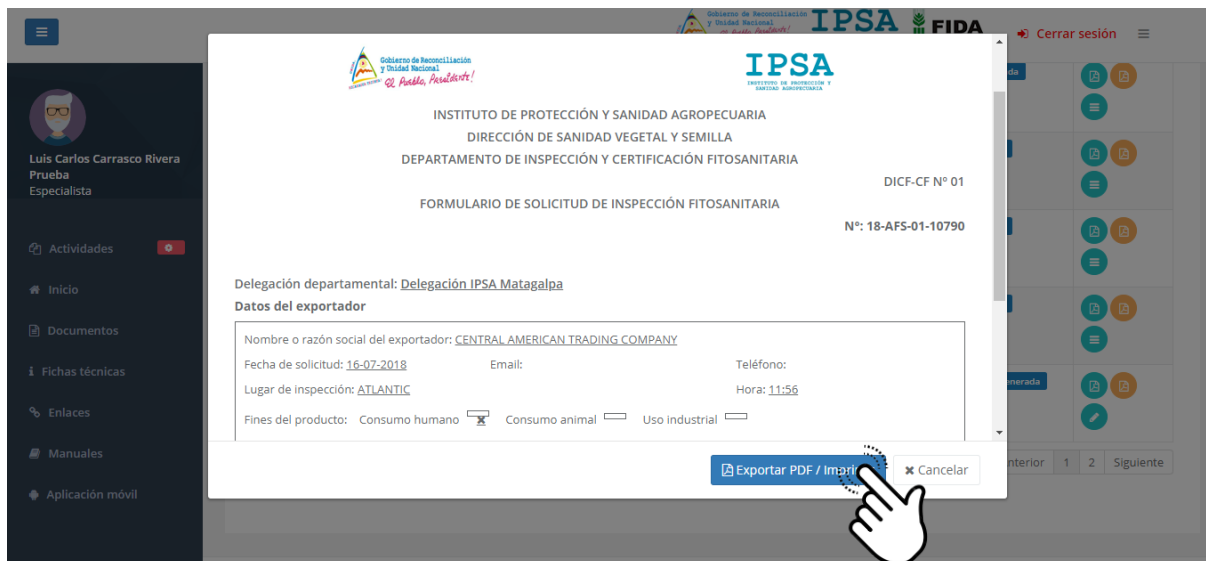 Gobierno de Reconciliación
y Unidad Nacional
El Pueblo, Presidente!
IPSA
FIDA
Cerrar sesión
Luis Carlos Carrasco Rivera
Prueba
Especialista
Actividades
Inicio
Documentos
Fichas técnicas
Enlaces
Manuales
Aplicación móvil
Gobierno de Reconciliación
y Unidad Nacional
El Pueblo, Presidente!
IPSA
INSTITUTO DE PROTECCIÓN Y
SANIDAD AGROPECUARIA
INSTITUTO DE PROTECCIÓN Y SANIDAD AGROPECUARIA
DIRECCIÓN DE SANIDAD VEGETAL Y SEMILLA
DEPARTAMENTO DE INSPECCIÓN Y CERTIFICACIÓN FITOSANITARIA
DICF-CF Nº 01
FORMULARIO DE SOLICITUD DE INSPECCIÓN FITOSANITARIA
Nº: 18-AFS-01-10790
Delegación departamental: Delegación IPSA Matagalpa
Datos del exportador
Nombre o razón social del exportador: CENTRAL AMERICAN TRADING COMPANY
Fecha de solicitud: 16-07-2018 Email: Teléfono:
Lugar de inspección: ATLANTIC Hora: 11:56
Fines del producto: Consumo humano x Consumo animal Uso industrial
Exportar PDF / Imprimir Cancelar
da
enerada
nterior 1 2 Siguiente